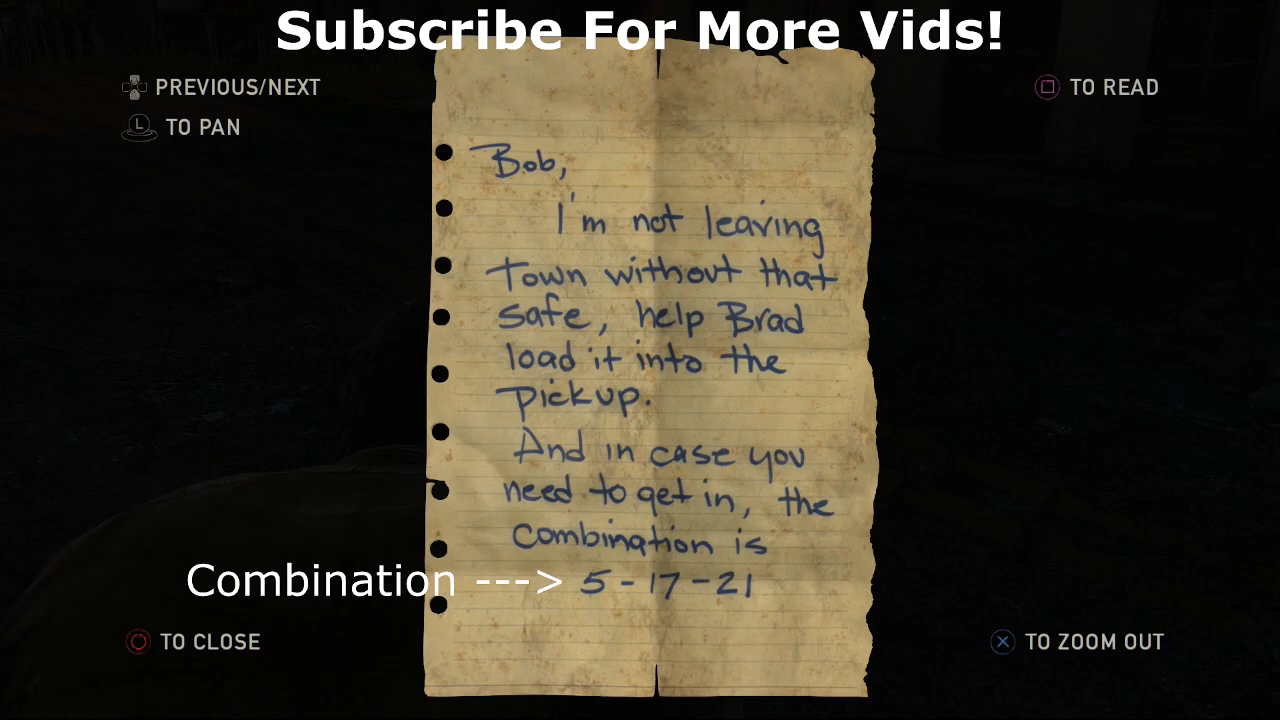 Subscribe For More Vids!
PREVIOUS/NEXT
TO READ
L TO PAN
Bob,
I'm not leaving
Town without that
safe, help Brad
load it into the
pickup.
And in case you
need to get in, the
combination is
Combination ---> 5-17-21
TO CLOSE
TO ZOOM OUT